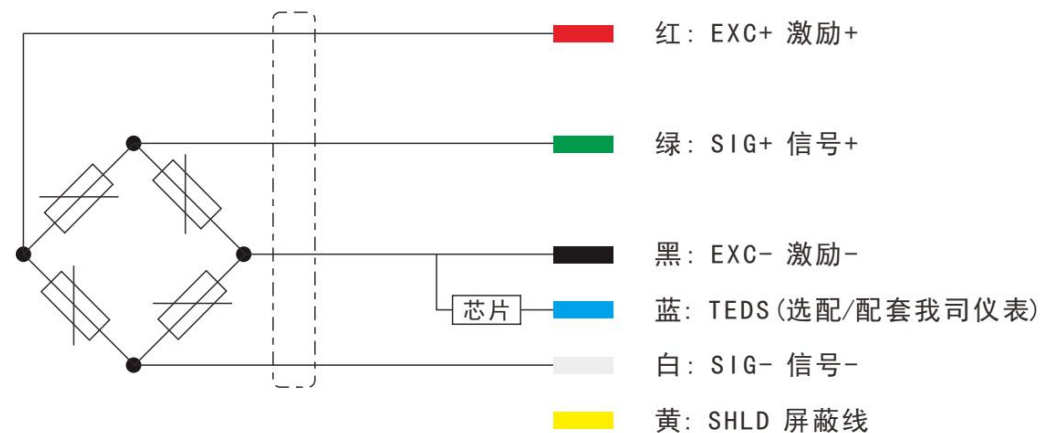 红: EXC+ 激励+
绿: SIG+ 信号+
黑: EXC- 激励-
芯片
蓝: TEDS(选配/配套我司仪表)
白: SIG- 信号-
黄: SHLD 屏蔽线